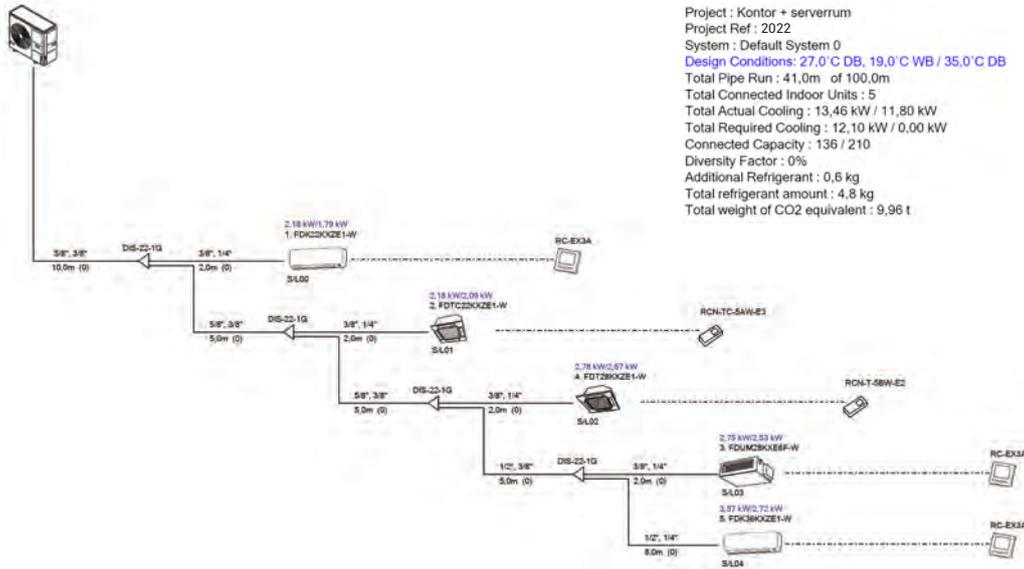 Project : Kontor + serverrum
Project Ref : 2022
System : Default System 0
Design Conditions: 27,0°C DB, 19,0°C WB / 35,0°C DB
Total Pipe Run : 41,0m of 100,0m
Total Connected Indoor Units : 5
Total Actual Cooling : 13,46 kW / 11,80 kW
Total Required Cooling : 12,10 kW / 0,00 kW
Connected Capacity : 136 / 210
Diversity Factor : 0%
Additional Refrigerant : 0,6 kg
Total refrigerant amount : 4,8 kg
Total weight of CO2 equivalent : 9,96 t
2,18 kW/1,79 kW
1. FDK22KXZE1-W
RC-EX3A
5/8", 3/8"
DIS-22-1G
3/8", 1/4"
10,0m (0)
2,0m (0)
S/L00
2,18 kW/2,09 kW
2. FDTC22KXZE1-W
RCN-TC-5AW-E3
5/8", 3/8"
DIS-22-1G
3/8", 1/4"
5,0m (0)
2,0m (0)
S/L01
2,78 kW/2,67 kW
4. FDT28KXZE1-W
RCN-T-5BW-E2
5/8", 3/8"
DIS-22-1G
3/8", 1/4"
5,0m (0)
2,0m (0)
S/L02
2,75 kW/2,53 kW
3. FDUM28KXE6F-W
RC-EX3A
1/2", 3/8"
DIS-22-1G
3/8", 1/4"
5,0m (0)
2,0m (0)
S/L03
3,57 kW/2,72 kW
5. FDK36KXZE1-W
RC-EX3A
1/2", 1/4"
8,0m (0)
S/L04